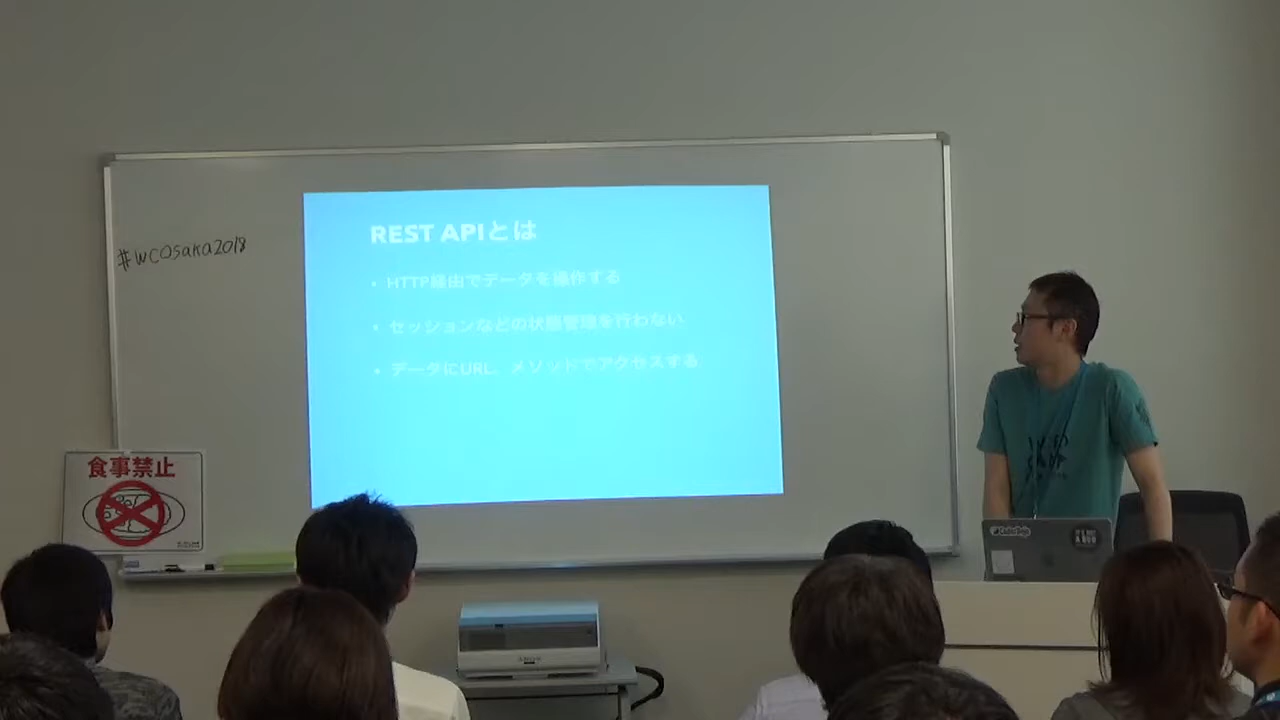 #WCOsaka2018
REST APIとは
• HTTP経由でデータを操作する
• セッションなどの状態管理を行わない
• データにURL、メソッドでアクセスする
食事禁止